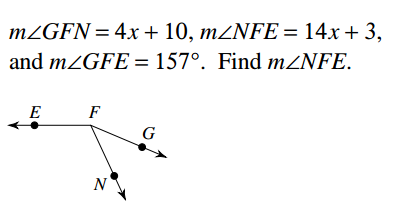 m∠GFN = 4x + 10, m∠NFE = 14x + 3,
and m∠GFE = 157°. Find m∠NFE.
E F
G
N